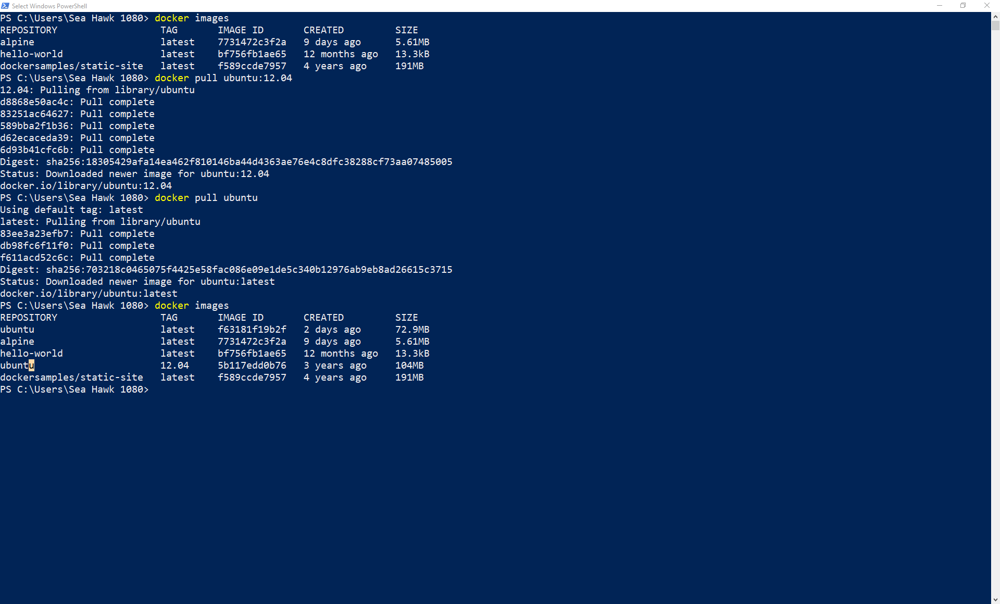 Select Windows PowerShell
PS C:\Users\Sea Hawk 1080> docker images
REPOSITORY                  TAG       IMAGE ID       CREATED         SIZE
alpine                      latest    7731472c3f2a   9 days ago      5.61MB
hello-world                 latest    bf756fb1ae65   12 months ago   13.3kB
dockersamples/static-site   latest    f589ccde7957   4 years ago     191MB
PS C:\Users\Sea Hawk 1080> docker pull ubuntu:12.04
12.04: Pulling from library/ubuntu
d8868e50ac4c: Pull complete
83251ac64627: Pull complete
589bba2f1b36: Pull complete
d62ecaceda39: Pull complete
6d93b41cfc6b: Pull complete
Digest: sha256:18305429afa14ea462f810146ba44d4363ae76e4c8dfc38288cf73aa07485005
Status: Downloaded newer image for ubuntu:12.04
docker.io/library/ubuntu:12.04
PS C:\Users\Sea Hawk 1080> docker pull ubuntu
Using default tag: latest
latest: Pulling from library/ubuntu
83ee3a23efb7: Pull complete
db98fc6f11f0: Pull complete
f611acd52c6c: Pull complete
Digest: sha256:703218c0465075f4425e58fac086e09e1de5c340b12976ab9eb8ad26615c3715
Status: Downloaded newer image for ubuntu:latest
docker.io/library/ubuntu:latest
PS C:\Users\Sea Hawk 1080> docker images
REPOSITORY                  TAG       IMAGE ID       CREATED         SIZE
ubuntu                      latest    f63181f19b2f   2 days ago      72.9MB
alpine                      latest    7731472c3f2a   9 days ago      5.61MB
hello-world                 latest    bf756fb1ae65   12 months ago   13.3kB
ubuntu                      12.04     5b117edd0b76   3 years ago     104MB
dockersamples/static-site   latest    f589ccde7957   4 years ago     191MB
PS C:\Users\Sea Hawk 1080>